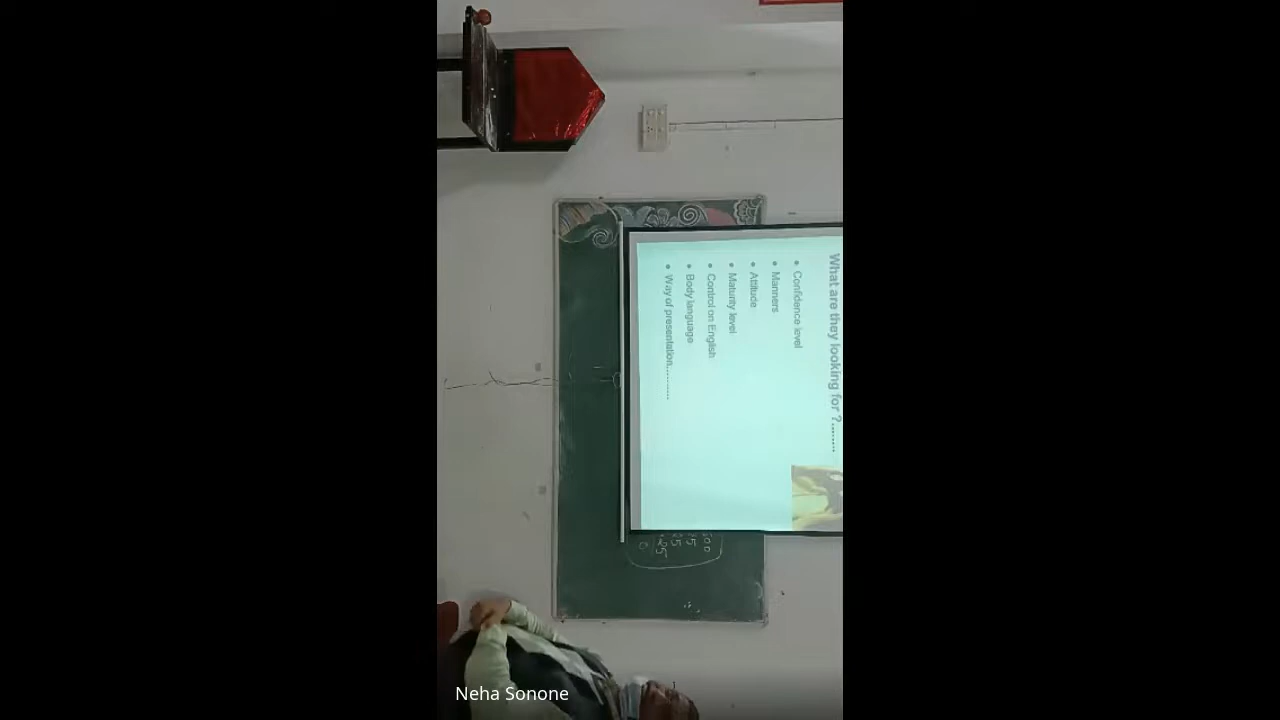 What are they looking for ?........
• Confidence level
• Manners
• Attitude
• Maturity level
• Control on English
• Body language
• Way of presentation...........
Neha Sonone